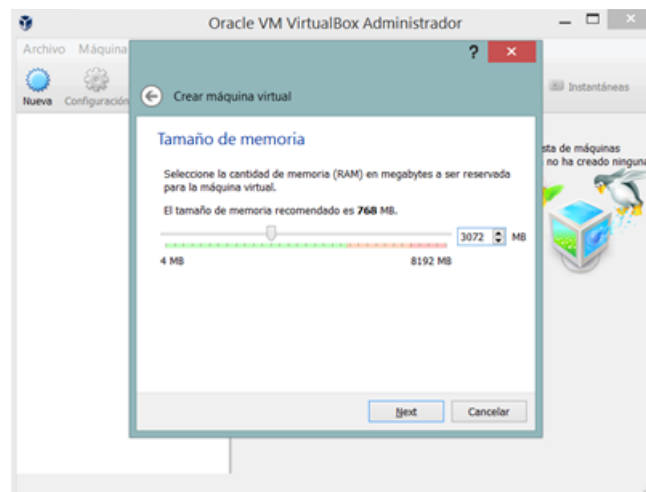 Oracle VM VirtualBox Administrador
Archivo Máquina
Nueva Configuración
Instantáneas
?
Crear máquina virtual
Tamaño de memoria
Seleccione la cantidad de memoria (RAM) en megabytes a ser reservada
para la máquina virtual.
El tamaño de memoria recomendado es 768 MB.
3072 MB
4 MB 8192 MB
Next Cancelar
sta de máquinas
no ha creado ningun